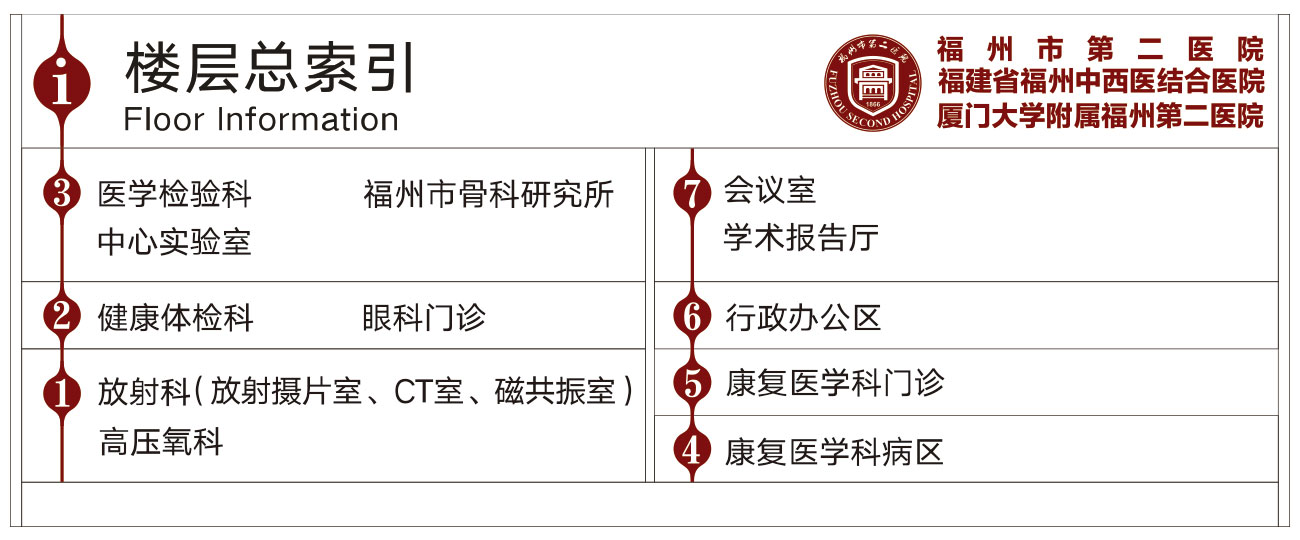 楼层总索引
Floor Information
福州市第二医院
FUZHOU SECOND HOSPITAL
1866
福州市第二医院
福建省福州中西医结合医院
厦门大学附属福州第二医院
3 医学检验科 福州市骨科研究所
中心实验室
2 健康体检科 眼科门诊
1 放射科(放射摄片室、CT室、磁共振室)
高压氧科
7 会议室
学术报告厅
6 行政办公区
5 康复医学科门诊
4 康复医学科病区